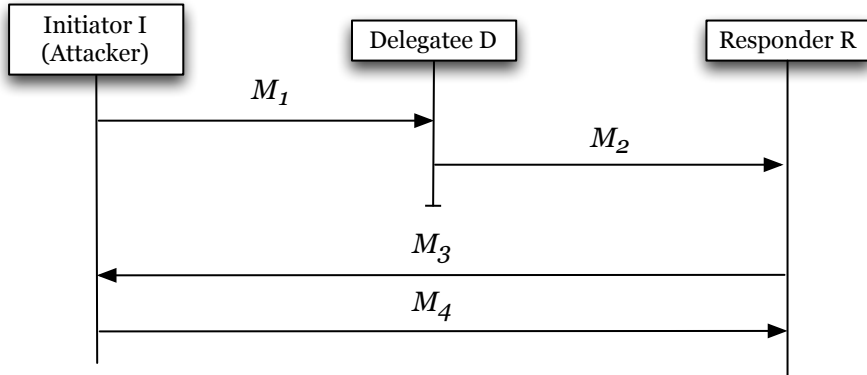 Initiator I
(Attacker)
Delegatee D
Responder R
M₁
M₂
M₃
M₄